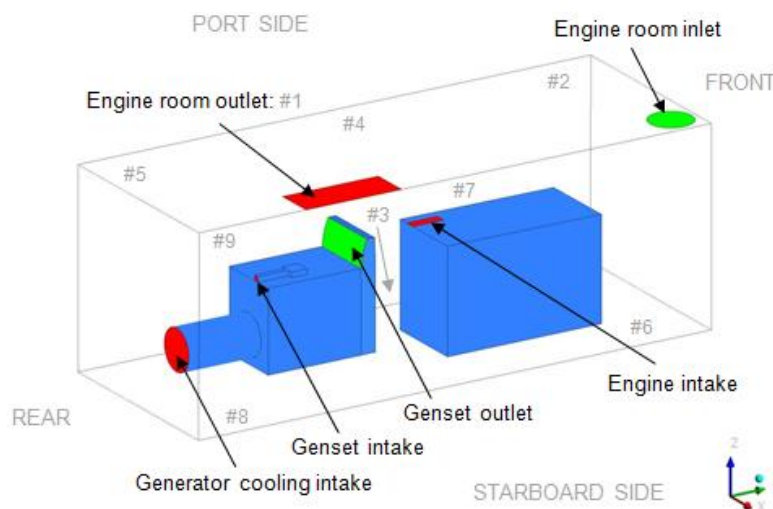 PORT SIDE
Engine room inlet
#2
FRONT
Engine room outlet: #1
#4
#5
#7
#3
#9
#6
Engine intake
REAR
#8
Genset outlet
Genset intake
Generator cooling intake
STARBOARD SIDE
Z
X